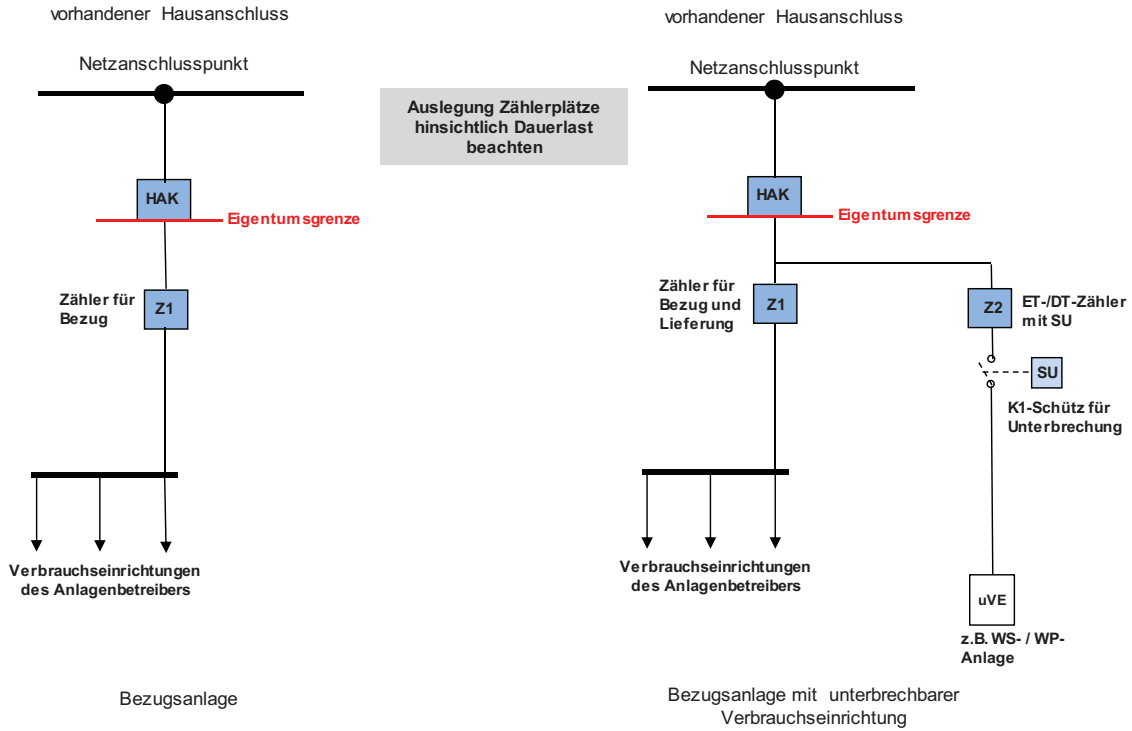 vorhandener Hausanschluss
Netzanschlusspunkt
HAK
Eigentumsgrenze
Zähler für
Bezug
Z1
Verbrauchseinrichtungen
des Anlagenbetreibers
Bezugsanlage
Auslegung Zählerplätze
hinsichtlich Dauerlast
beachten
vorhandener Hausanschluss
Netzanschlusspunkt
HAK
Eigentumsgrenze
Zähler für
Bezug und
Lieferung
Z1
Z2
ET-/DT-Zähler
mit SU
SU
K1-Schütz für
Unterbrechung
Verbrauchseinrichtungen
des Anlagenbetreibers
uVE
z.B. WS- / WP-
Anlage
Bezugsanlage mit unterbrechbarer
Verbrauchseinrichtung